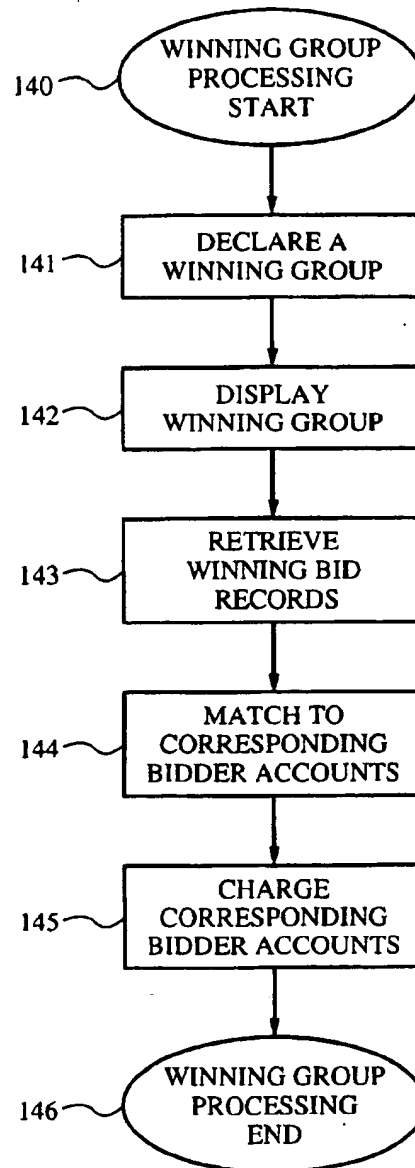 140
WINNING GROUP
PROCESSING
START
141
DECLARE A
WINNING GROUP
142
DISPLAY
WINNING GROUP
143
RETRIEVE
WINNING BID
RECORDS
144
MATCH TO
CORRESPONDING
BIDDER ACCOUNTS
145
CHARGE
CORRESPONDING
BIDDER ACCOUNTS
146
WINNING GROUP
PROCESSING
END